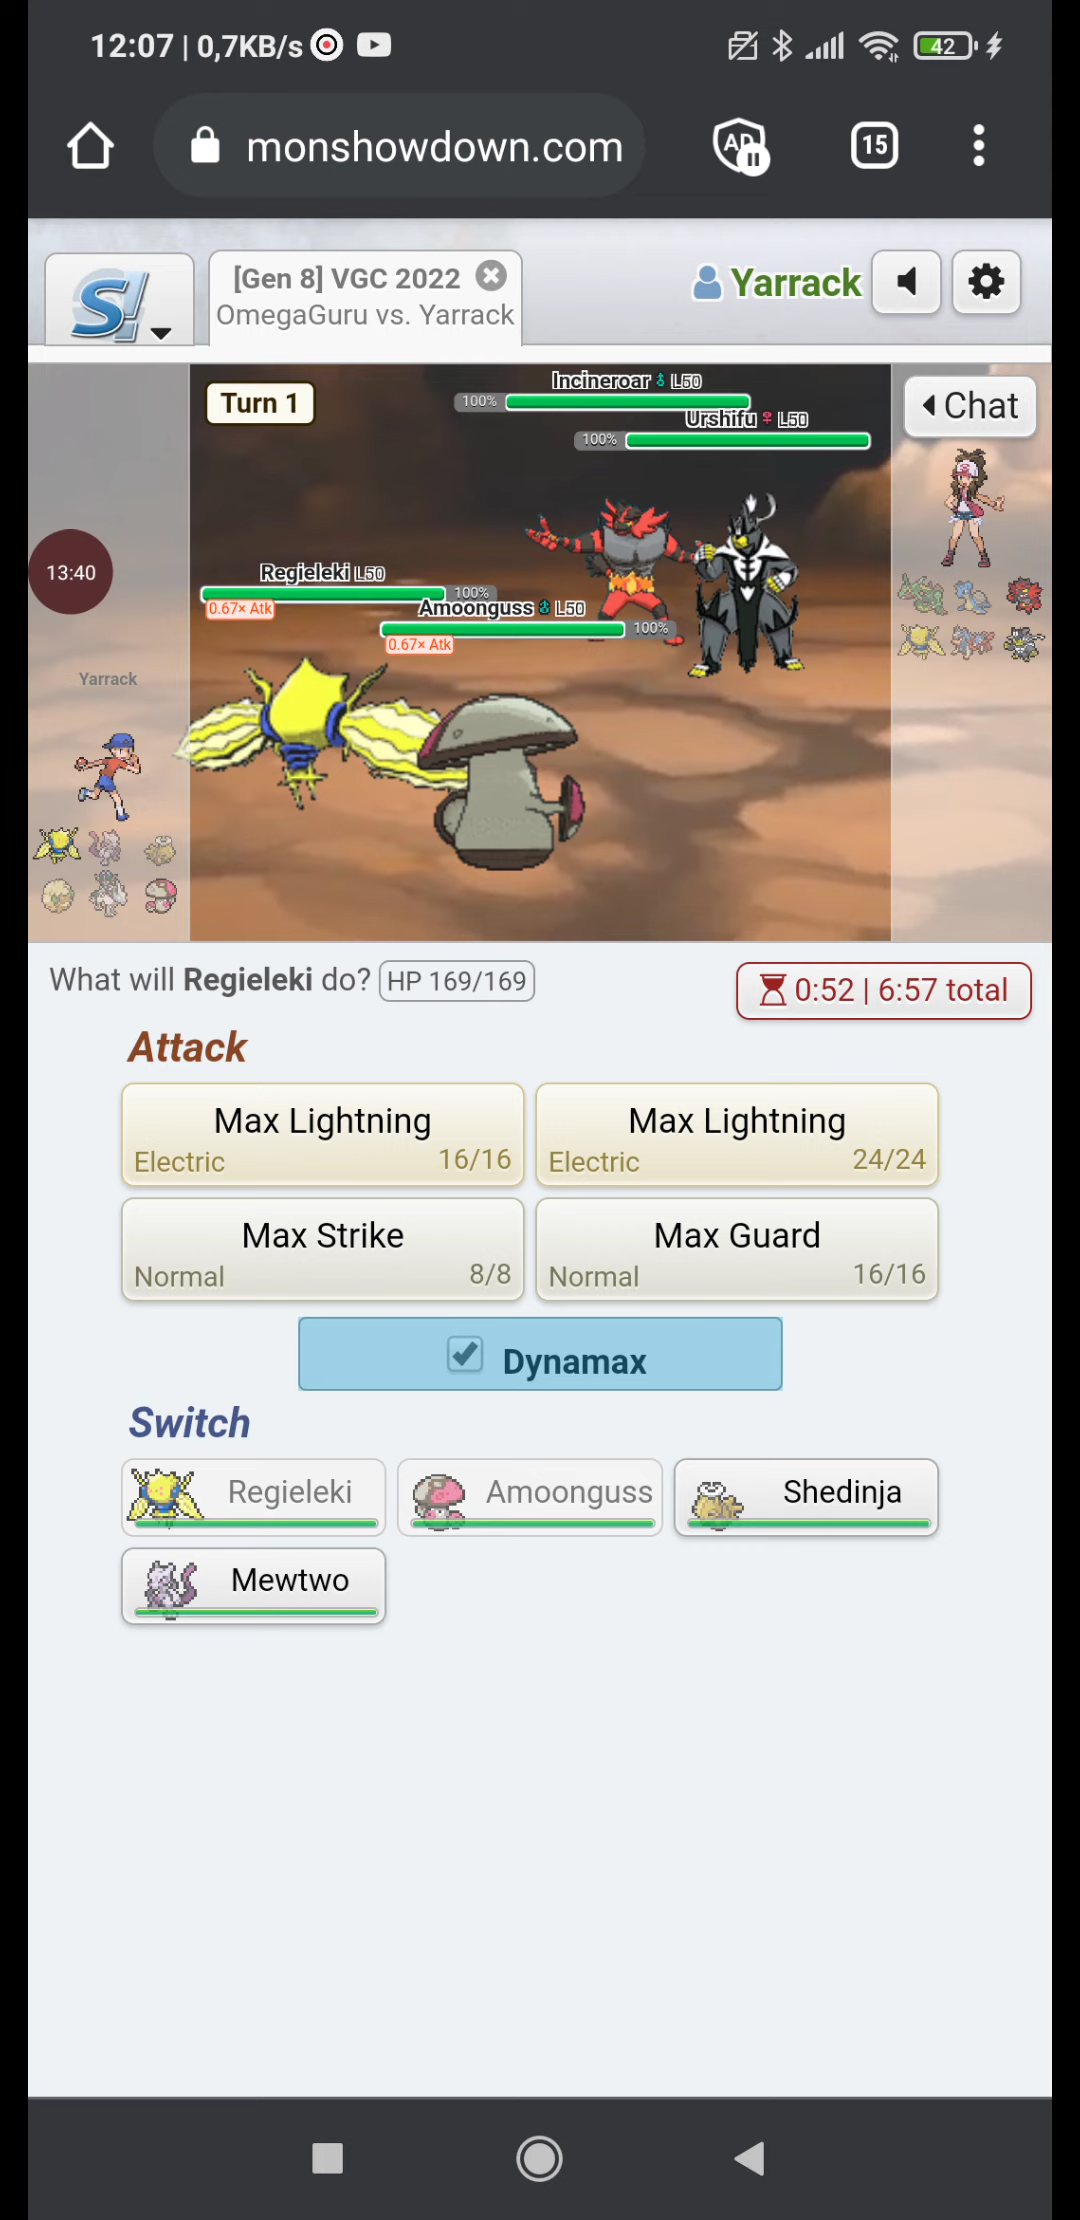 12:07 | 0,7KB/s
42
monshowdown.com
AD
15
S!
[Gen 8] VGC 2022
OmegaGuru vs. Yarrack
Yarrack
Turn 1
Incineroar ♂ L50
100%
Urshifu ♀ L50
100%
Chat
13:40
Regieleki L50
100%
0.67× Atk
Amoonguss ♂ L50
100%
0.67× Atk
Yarrack
What will Regieleki do? HP 169/169
0:52 | 6:57 total
Attack
Max Lightning
Electric 16/16
Max Lightning
Electric 24/24
Max Strike
Normal 8/8
Max Guard
Normal 16/16
Dynamax
Switch
Regieleki
Amoonguss
Shedinja
Mewtwo